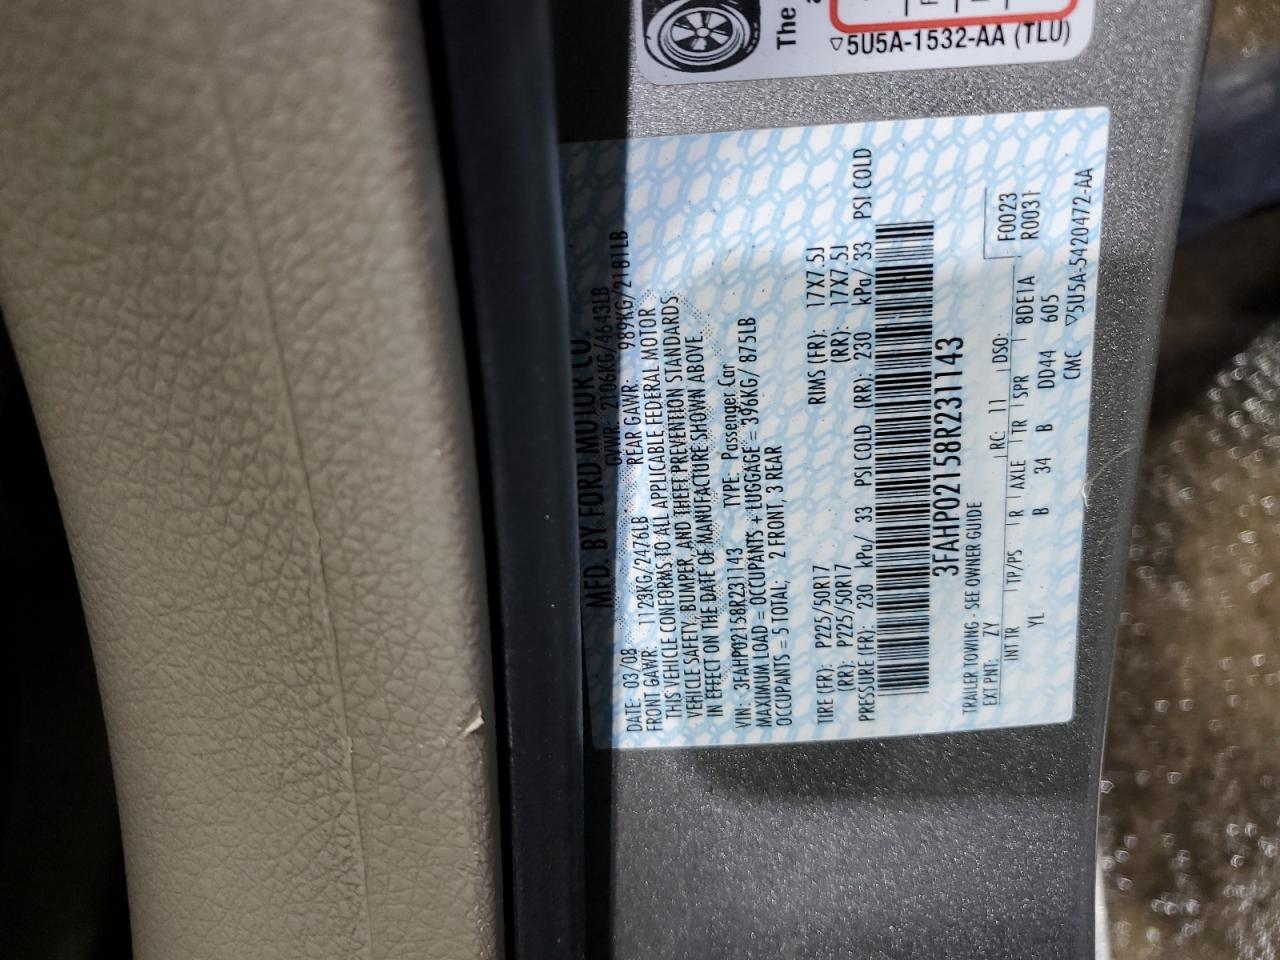 The
5U5A-1532-AA (TLU)
MFD. BY FORD MOTOR CO.
DATE: 03/08 GVWR: 2106KG/4643LB
FRONT GAWR: 1123KG/2476LB REAR GAWR: 989KG/2181LB
THIS VEHICLE CONFORMS TO ALL APPLICABLE FEDERAL MOTOR
VEHICLE SAFETY, BUMPER, AND THEFT PREVENTION STANDARDS
IN EFFECT ON THE DATE OF MANUFACTURE SHOWN ABOVE.
VIN: 3FAHP02158R231143 TYPE: Passenger Car
MAXIMUM LOAD = OCCUPANTS + LUGGAGE = 396KG/ 875LB
OCCUPANTS = 5 TOTAL, 2 FRONT, 3 REAR
TIRE (FR): P225/50R17 RIMS (FR): 17X7.5J
(RR): P225/50R17 (RR): 17X7.5J
PRESSURE (FR): 230 kPa/ 33 PSI COLD (RR): 230 kPa/ 33 PSI COLD
3FAHP02158R231143
TRAILER TOWING - SEE OWNER GUIDE
EXT PNT: ZY RC: 11 DSO: F0023
INT TR TP/PS R AXLE TR SPR 8DE1A R0031
YL B 34 B DD44 605
CMC 5U5A-5420472-AA